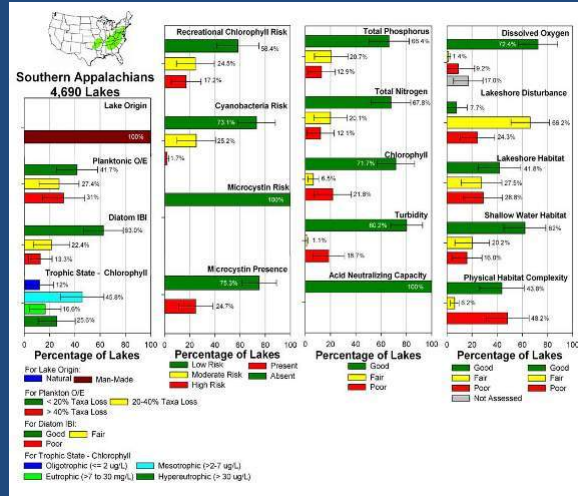 Southern Appalachians
4,690 Lakes
Lake Origin
100%
Planktonic O/E
41.7%
27.4%
31%
Diatom IBI
63.0%
22.4%
13.3%
Trophic State - Chlorophyll
12%
45.8%
16.6%
25.6%
0 20 40 60 80 100
Percentage of Lakes
For Lake Origin:
Natural Man-Made
For Plankton O/E
< 20% Taxa Loss 20-40% Taxa Loss
> 40% Taxa Loss
For Diatom IBI:
Good Fair
Poor
For Trophic State - Chlorophyll
Oligotrophic (<= 2 ug/L) Mesotrophic (>2-7 ug/L)
Eutrophic (>7 to 30 mg/L) Hypereutrophic (> 30 ug/L)
Recreational Chlorophyll Risk
58.4%
24.5%
17.2%
Cyanobacteria Risk
73.1%
25.2%
1.7%
Microcystin Risk
100%
Microcystin Presence
75.3%
24.7%
0 20 40 60 80 100
Percentage of Lakes
Low Risk Present
Moderate Risk Absent
High Risk
Total Phosphorus
66.4%
20.7%
12.9%
Total Nitrogen
67.8%
20.1%
12.1%
Chlorophyll
71.7%
6.5%
21.8%
Turbidity
80.2%
1.1%
18.7%
Acid Neutralizing Capacity
100%
0 20 40 60 80 100
Percentage of Lakes
Good
Fair
Poor
Dissolved Oxygen
72.4%
1.4%
9.2%
17.0%
Lakeshore Disturbance
7.7%
66.2%
24.3%
Lakeshore Habitat
41.8%
27.5%
28.8%
Shallow Water Habitat
62%
20.2%
15.8%
Physical Habitat Complexity
43.8%
6.2%
48.2%
0 20 40 60 80 100
Percentage of Lakes
Good Good
Fair Fair
Poor Poor
Not Assessed